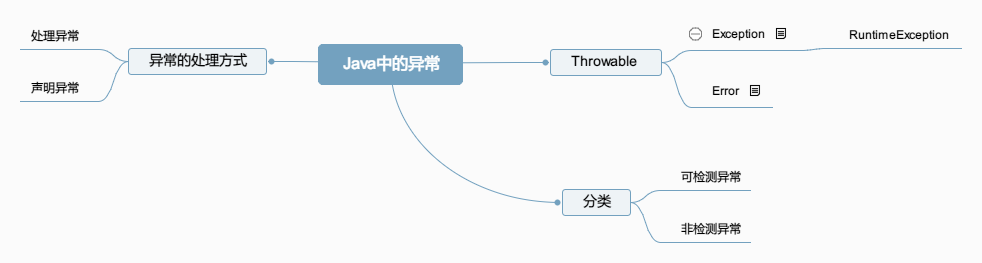 Java中的异常
异常的处理方式
处理异常
声明异常
Throwable
Exception
RuntimeException
Error
分类
可检测异常
非检测异常